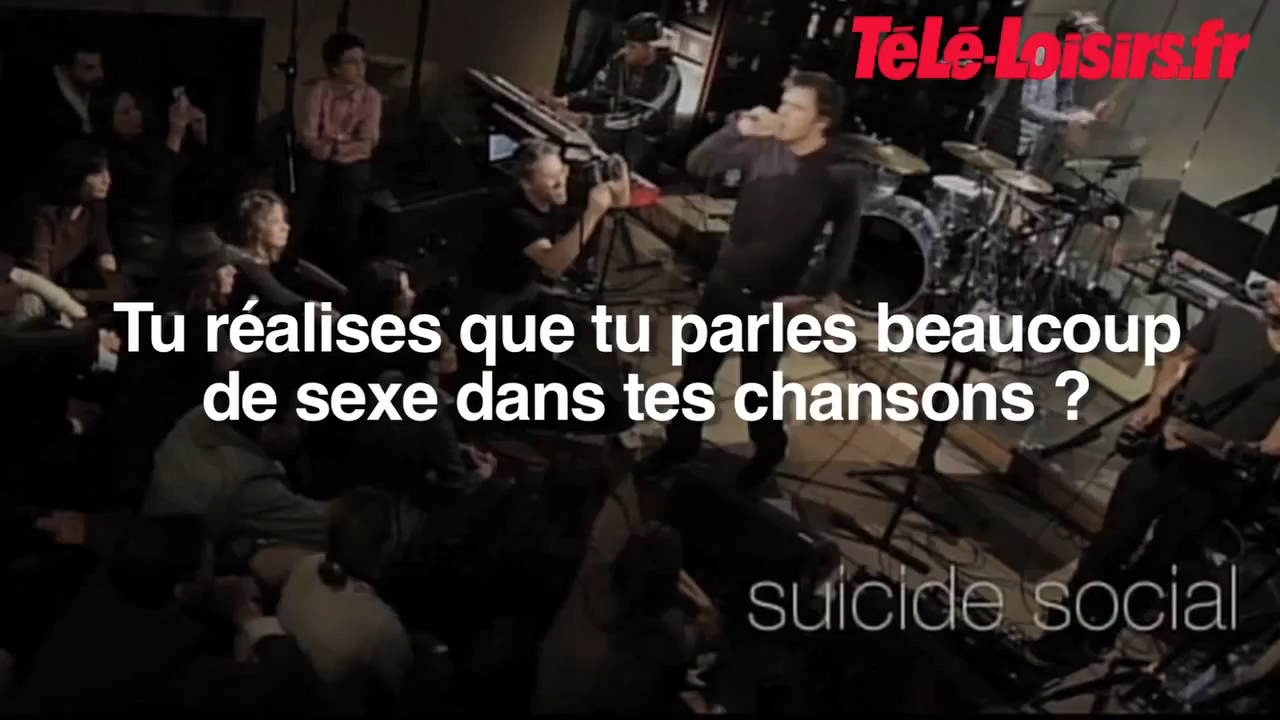 TéLé-Loisirs.fr
Tu réalises que tu parles beaucoup
de sexe dans tes chansons ?
suicide social